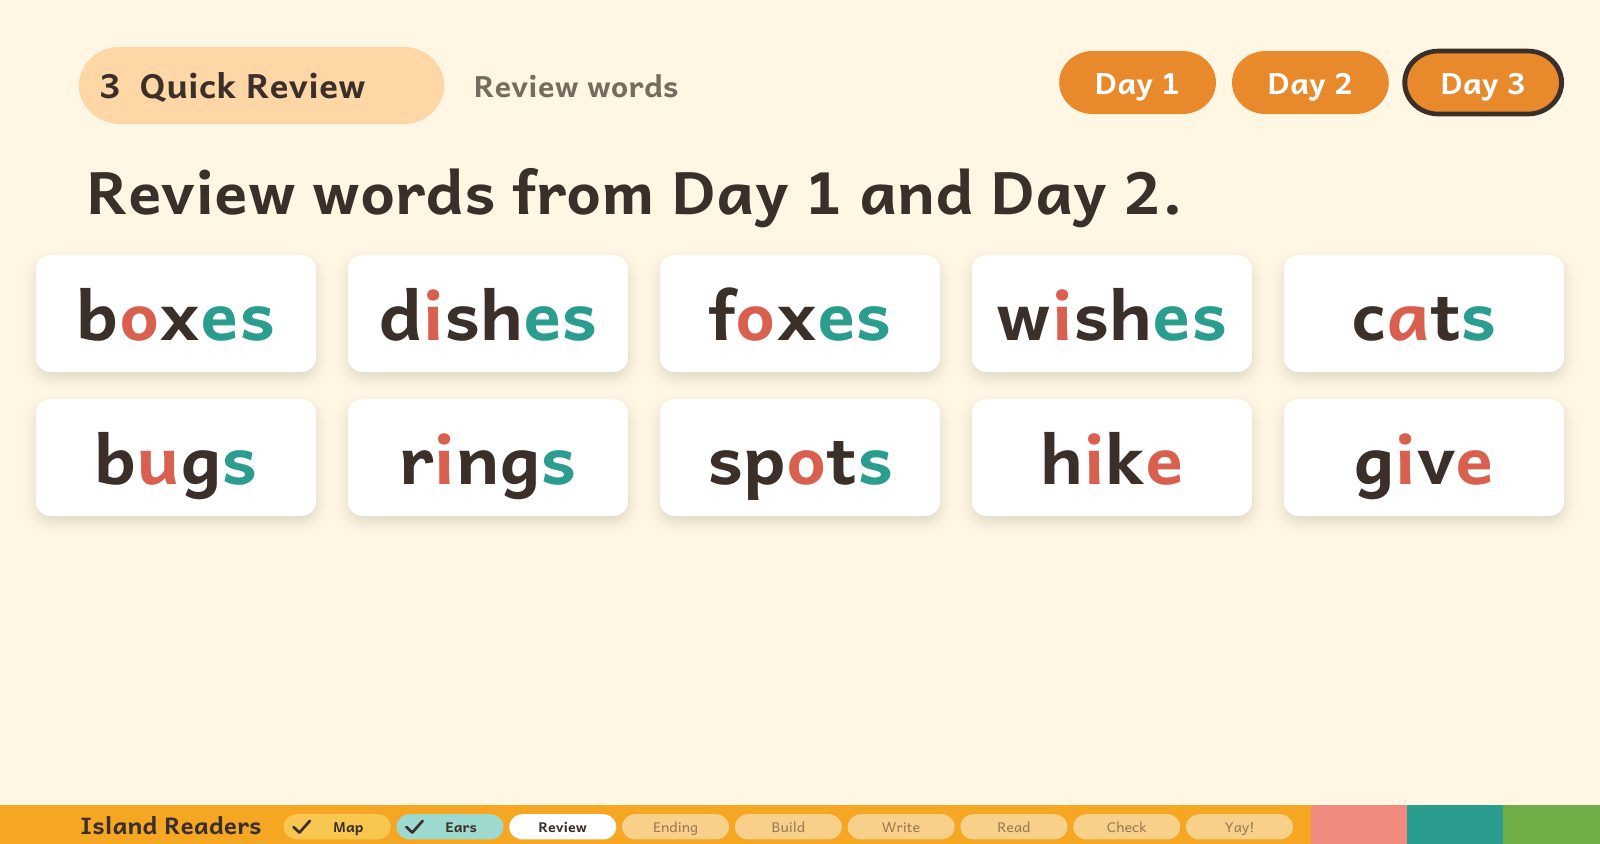 3 Quick Review
Review words
Day 1
Day 2
Day 3
Review words from Day 1 and Day 2.
boxes
dishes
foxes
wishes
cats
bugs
rings
spots
hike
give
Island Readers
Map
Ears
Review
Ending
Build
Write
Read
Check
Yay!